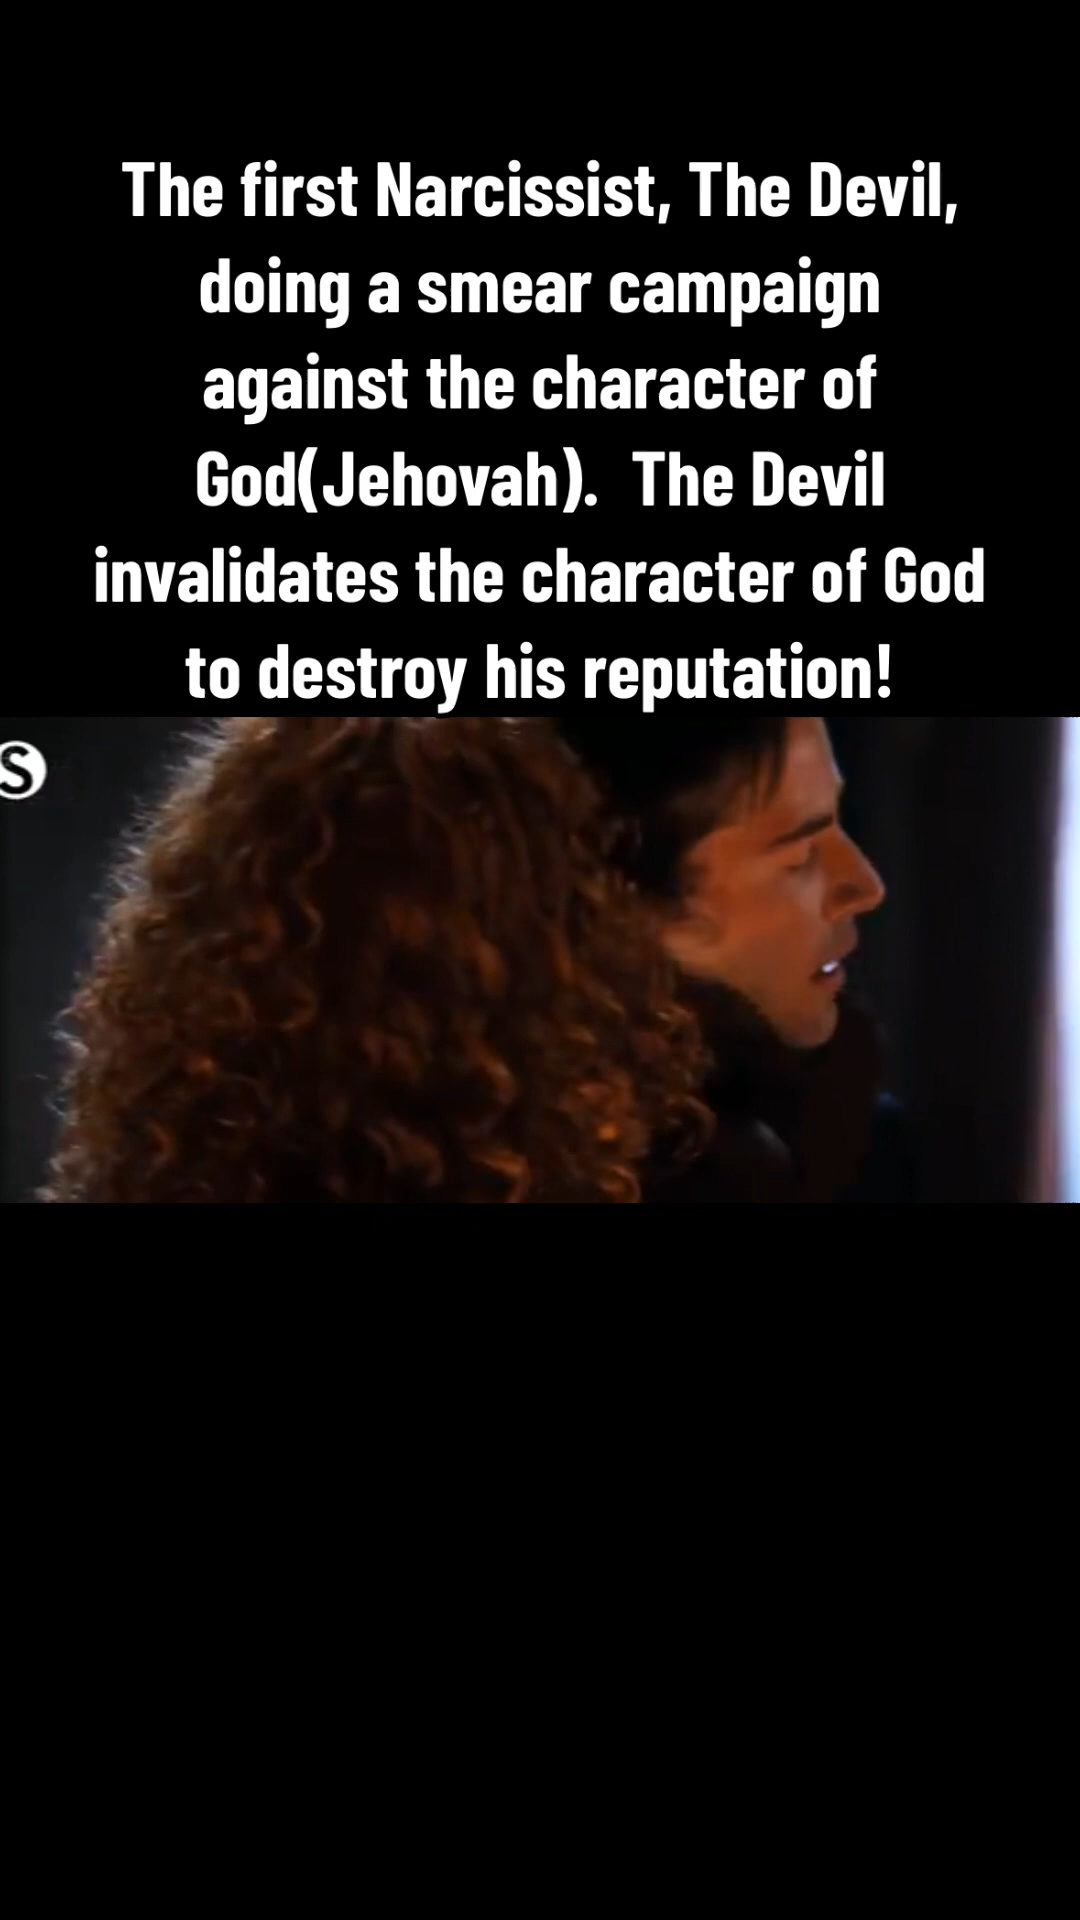 The first Narcissist, The Devil,
doing a smear campaign
against the character of
God(Jehovah).  The Devil
invalidates the character of God
to destroy his reputation!
S